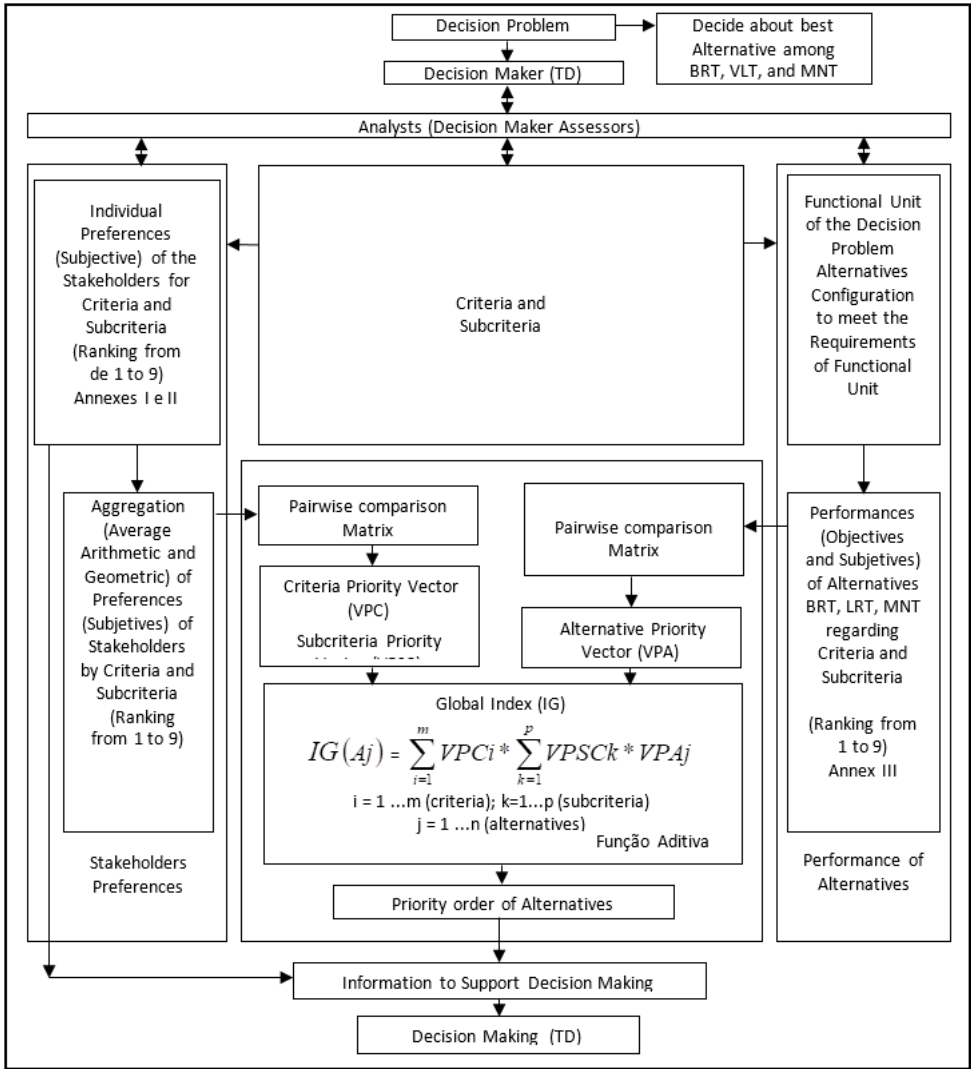 Decision Problem
Decide about best
Alternative among
BRT, VLT, and MNT
Decision Maker (TD)
Analysts (Decision Maker Assessors)
Individual
Preferences
(Subjective) of the
Stakeholders for
Criteria and
Subcriteria
(Ranking from
de 1 to 9)
Annexes I e II
Criteria and
Subcriteria
Functional Unit
of the Decision
Problem
Alternatives
Configuration
to meet the
Requirements
of Functional
Unit
Aggregation
(Average
Arithmetic and
Geometric) of
Preferences
(Subjetives) of
Stakeholders
by Criteria and
Subcriteria
(Ranking
from 1 to 9)
Stakeholders
Preferences
Pairwise comparison
Matrix
Criteria Priority Vector
(VPC)
Subcriteria Priority
Pairwise comparison
Matrix
Alternative Priority
Vector (VPA)
Performances
(Objectives
and Subjetives)
of Alternatives
BRT, LRT, MNT
regarding
Criteria and
Subcriteria
(Ranking from
1 to 9)
Annex III
Performance of
Alternatives
Global Index (IG)
IG(Aj) = ∑_{i=1}^{m} VPCi * ∑_{k=1}^{p} VPSCk * VPAj
i = 1 ...m (criteria); k=1...p (subcriteria)
j = 1 ...n (alternatives)
Função Aditiva
Priority order of Alternatives
Information to Support Decision Making
Decision Making (TD)